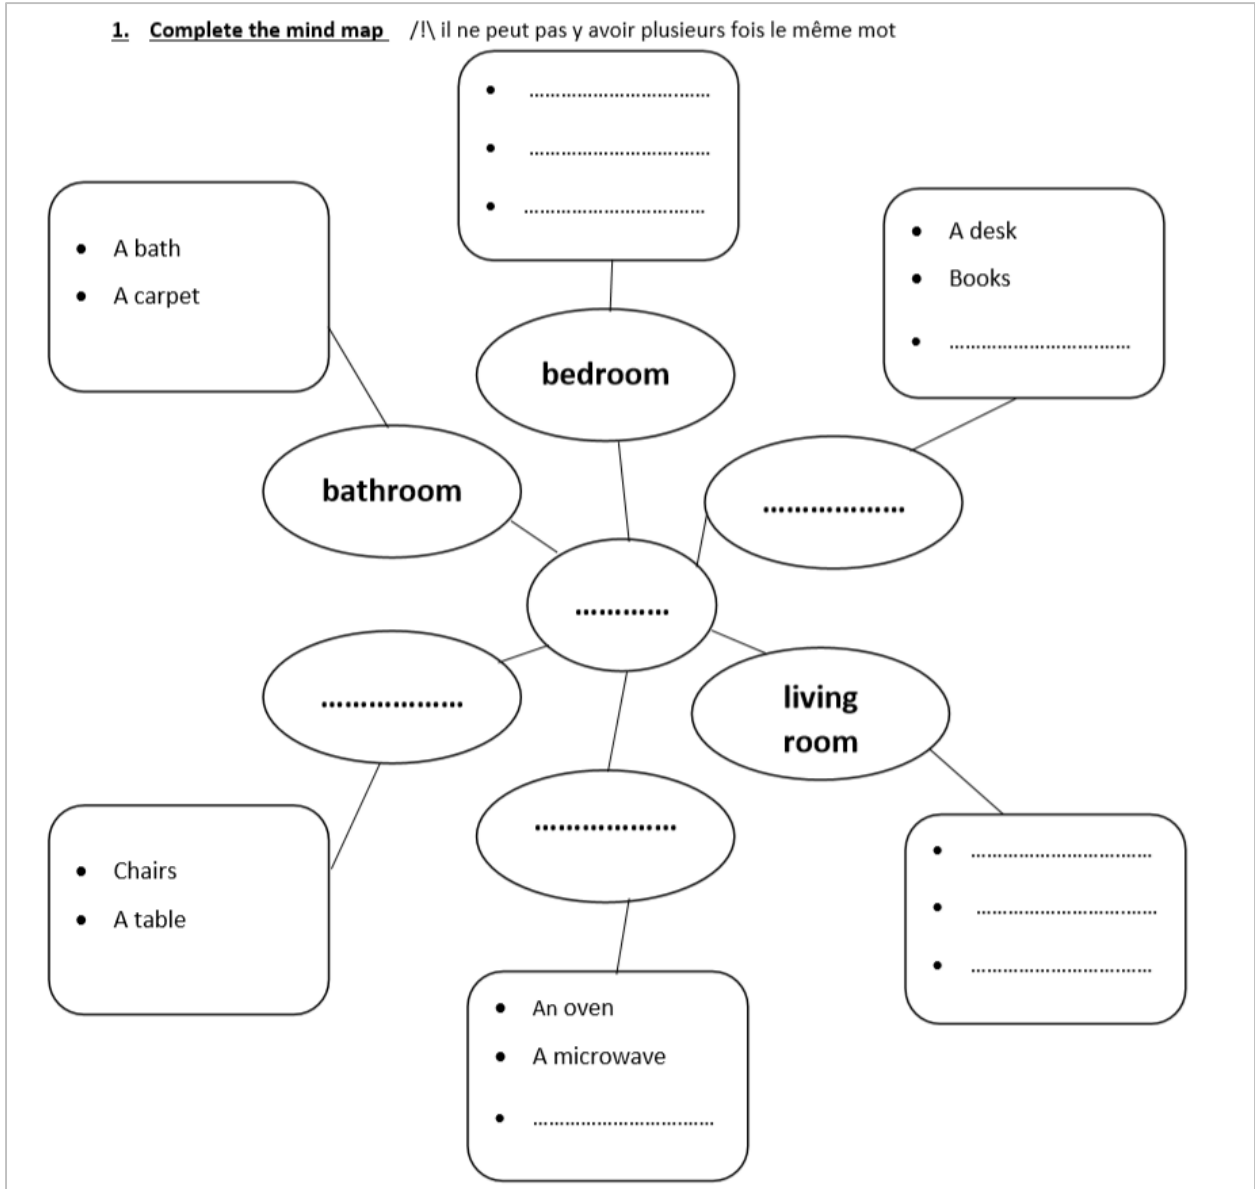 1. Complete the mind map /!\ il ne peut pas y avoir plusieurs fois le même mot
• ................................
• ................................
• ................................
• A bath
• A carpet
• A desk
• Books
• ................................
bedroom
bathroom
..................
............
..................
living
room
..................
• Chairs
• A table
• ................................
• ................................
• ................................
• An oven
• A microwave
• ................................